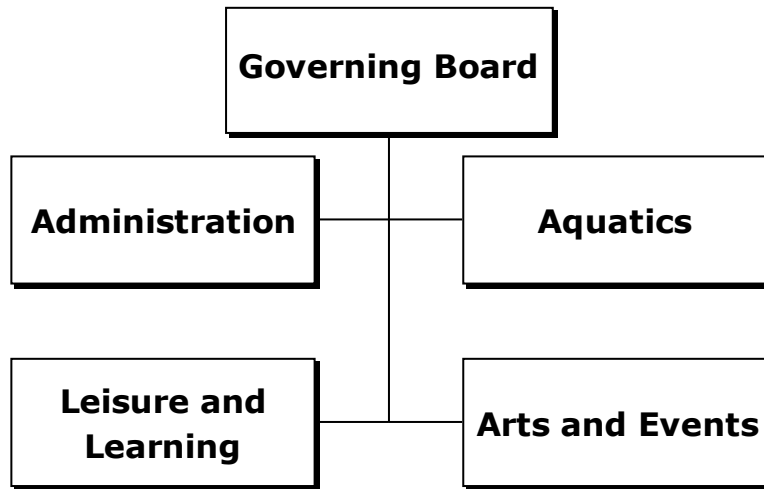 Governing Board
Administration
Aquatics
Leisure and
Learning
Arts and Events